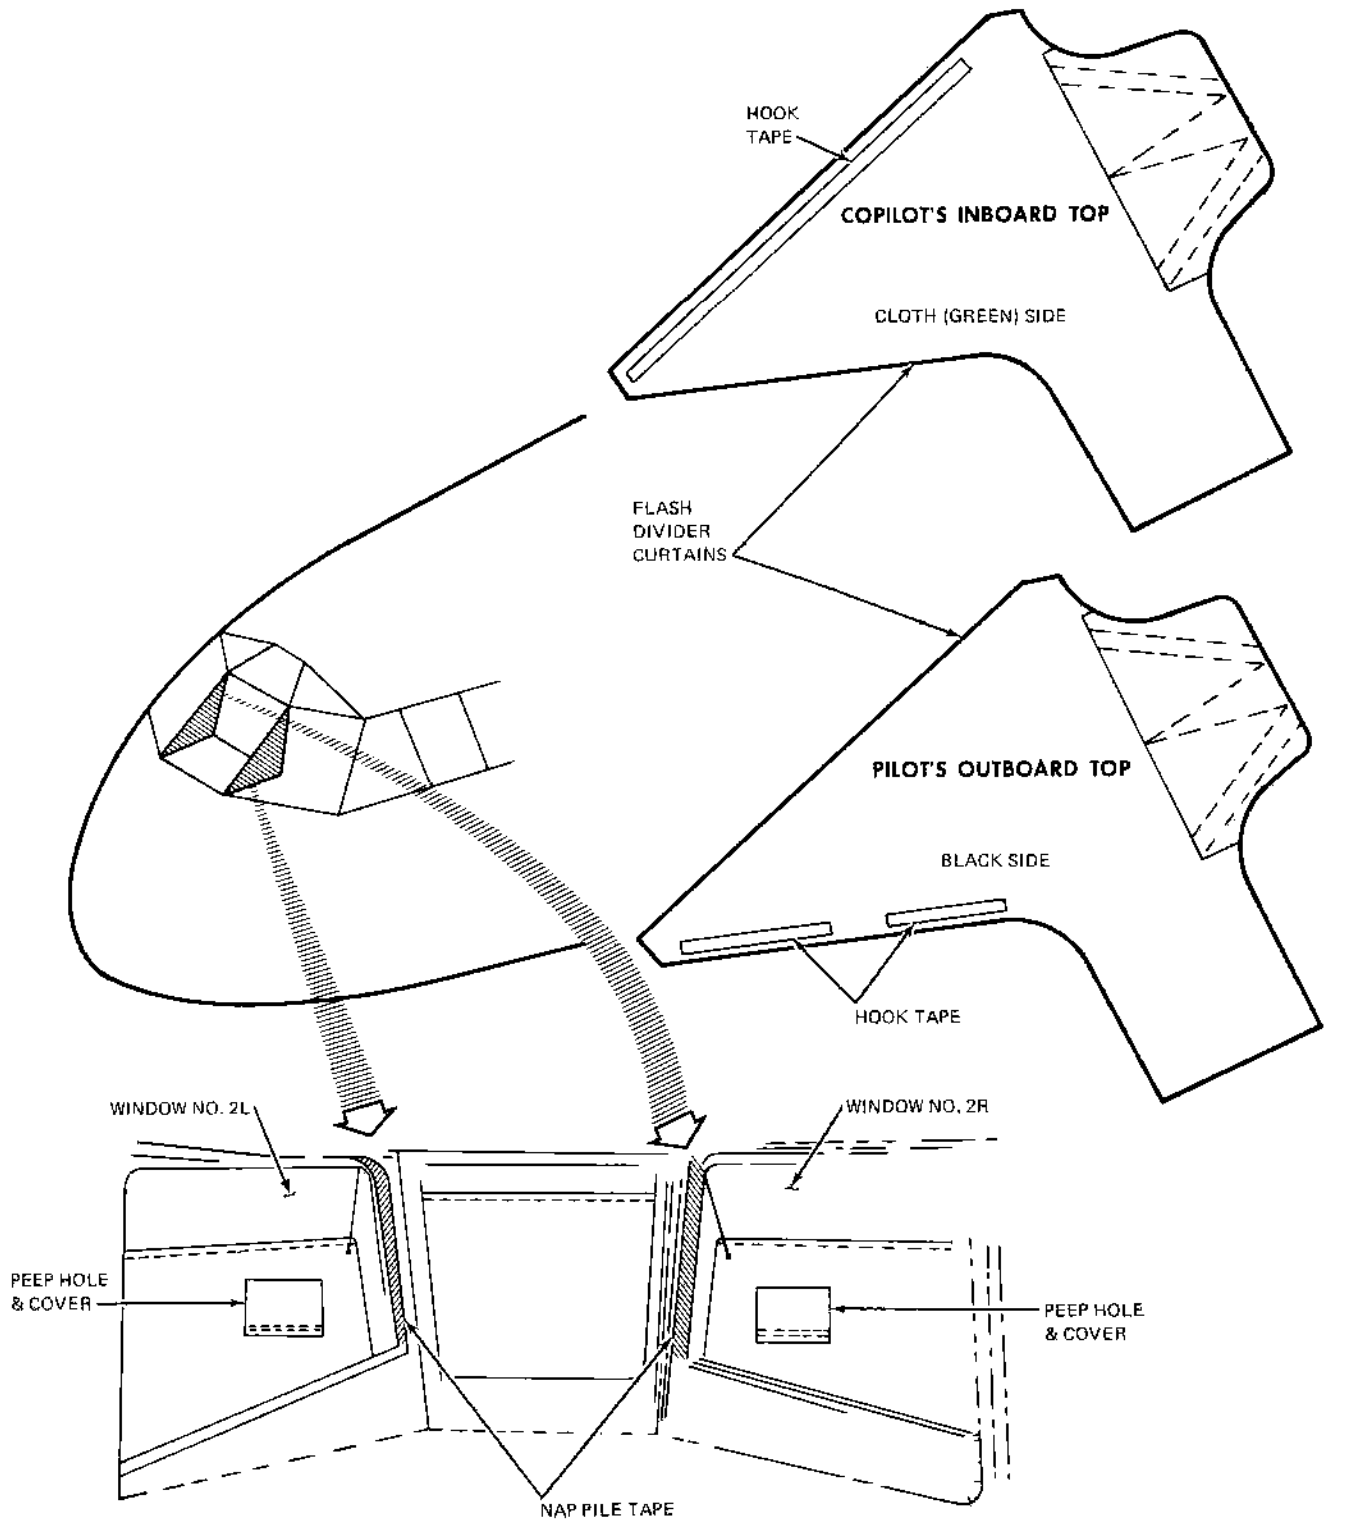 HOOK
TAPE
COPILOT'S INBOARD TOP
CLOTH (GREEN) SIDE
FLASH
DIVIDER
CURTAINS
PILOT'S OUTBOARD TOP
BLACK SIDE
HOOK TAPE
WINDOW NO. 2L
WINDOW NO. 2R
PEEP HOLE
& COVER
PEEP HOLE
& COVER
NAP PILE TAPE